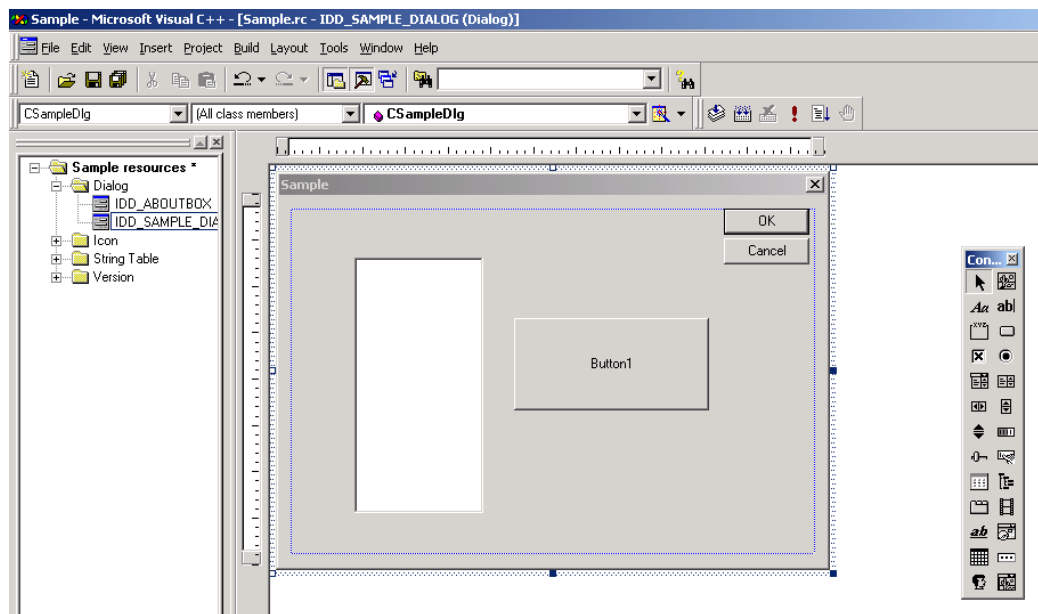 Sample - Microsoft Visual C++ - [Sample.rc - IDD_SAMPLE_DIALOG (Dialog)]
File Edit View Insert Project Build Layout Tools Window Help
CSampleDlg (All class members) CSampleDlg
Sample resources *
Dialog
IDD_ABOUTBOX
IDD_SAMPLE_DIA
Icon
String Table
Version
Sample
OK
Cancel
Button1
Con...
Aa ab|
XYZ
ab